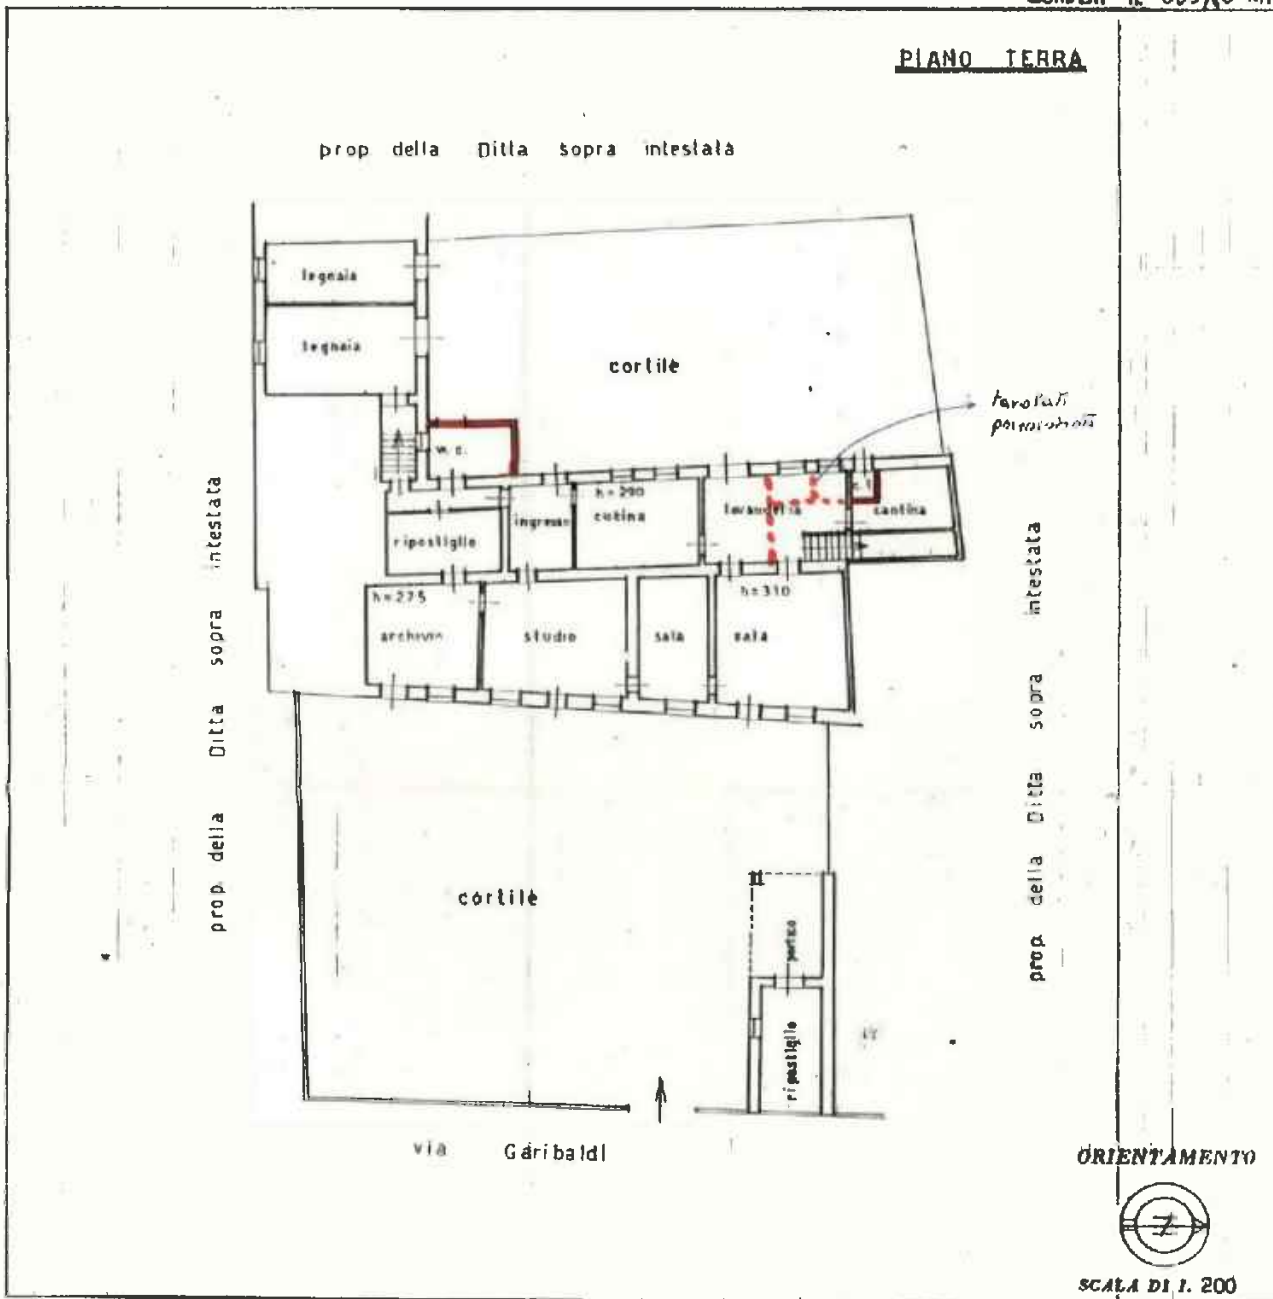 PIANO TERRA
prop della Ditta sopra intestata
legnaia
legnaia
cortile
tavolati
w.c.
h=290
cucina
ingresso
lavanderia
c.t.
cantina
ripostiglio
h=275
archivio
studio
sala
h=310
sala
prop della Ditta sopra intestata
prop della Ditta sopra intestata
cortile
portico
ripostiglio
via Garibaldi
ORIENTAMENTO
SCALA DI 1. 200